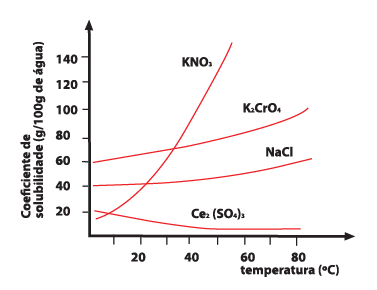 Coeficiente de
solubilidade (g/100g de água)
140
120
100
80
60
40
20
KNO₃
K₂CrO₄
NaCl
Ce₂ (SO₄)₃
20
40
60
80
temperatura (ºC)